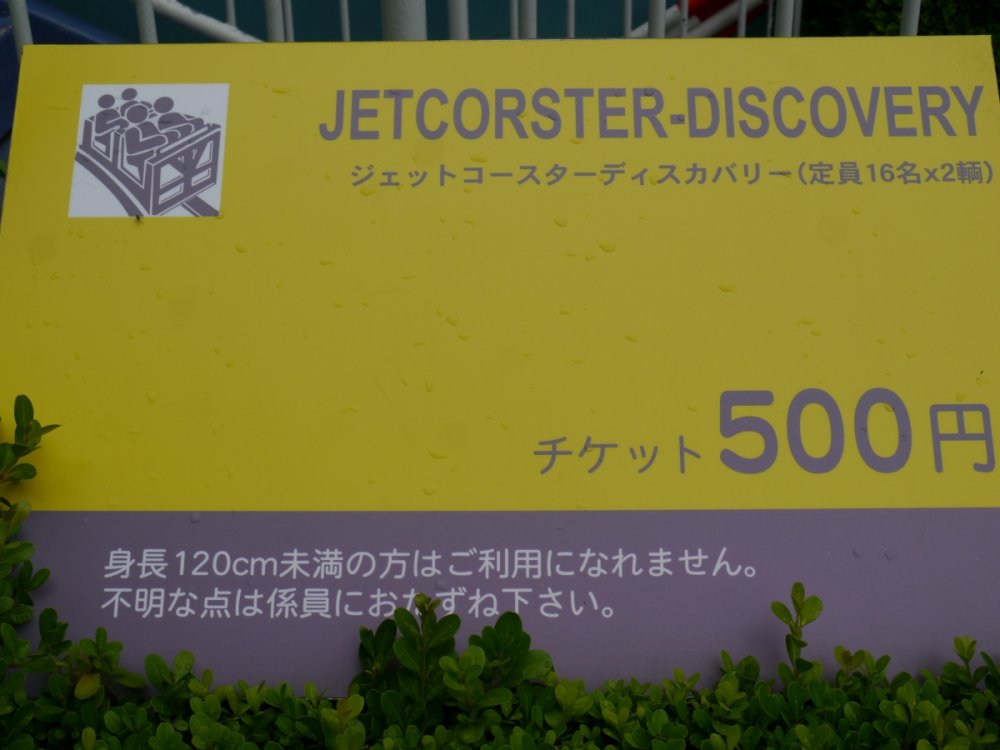 JETCORSTER-DISCOVERY
ジェットコースターディスカバリー(定員16名x2輌)
チケット500円
身長120cm未満の方はご利用になれません。
不明な点は係員におたずね下さい。